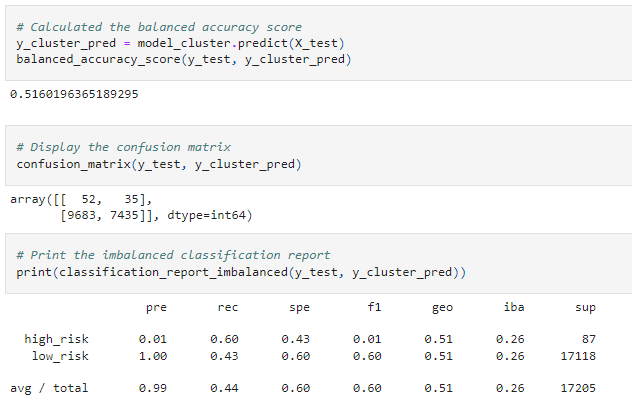 # Calculated the balanced accuracy score
y_cluster_pred = model_cluster.predict(X_test)
balanced_accuracy_score(y_test, y_cluster_pred)
0.5160196365189295
# Display the confusion matrix
confusion_matrix(y_test, y_cluster_pred)
array([[  52,   35],
       [9683, 7435]], dtype=int64)
# Print the imbalanced classification report
print(classification_report_imbalanced(y_test, y_cluster_pred))
                   pre       rec       spe        f1       geo       iba       sup
  high_risk       0.01      0.60      0.43      0.01      0.51      0.26        87
   low_risk       1.00      0.43      0.60      0.60      0.51      0.26     17118
avg / total       0.99      0.44      0.60      0.60      0.51      0.26     17205